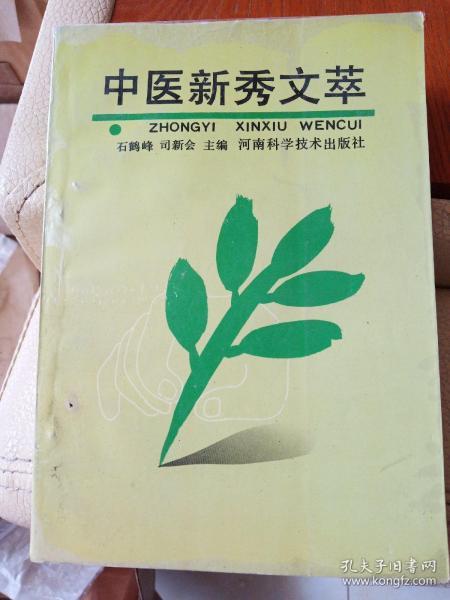 中医新秀文萃
ZHONGYI XINXIU WENCUI
石鹤峰 司新会 主编 河南科学技术出版社
孔夫子旧书网
www.kongfz.com